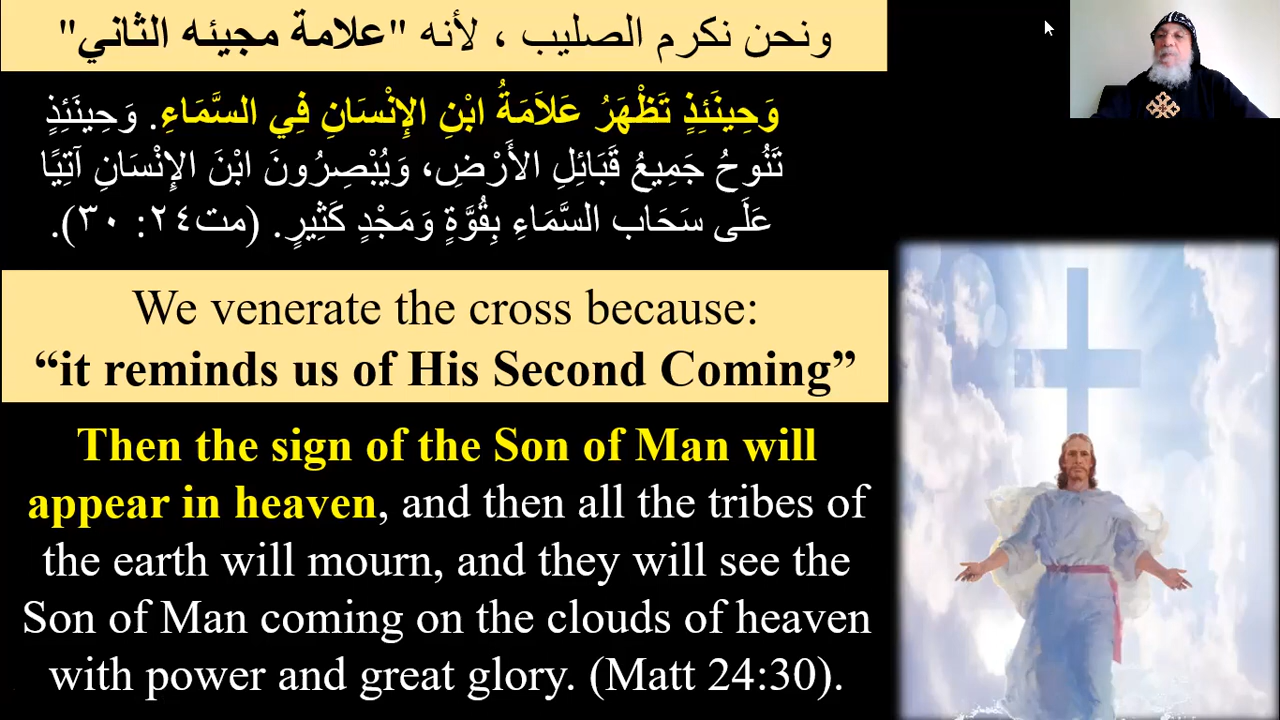 ونحن نكرم الصليب ، لأنه "علامة مجيئه الثاني"
وَحِينَئِذٍ تَظْهَرُ عَلاَمَةُ ابْنِ الإِنْسَانِ فِي السَّمَاءِ. وَحِينَئِذٍ
تَنُوحُ جَمِيعُ قَبَائِلِ الأَرْضِ، وَيُبْصِرُونَ ابْنَ الإِنْسَانِ آتِيًا
عَلَى سَحَاب السَّمَاءِ بِقُوَّةٍ وَمَجْدٍ كَثِيرٍ. (مت٢٤: ٣٠).
We venerate the cross because:
“it reminds us of His Second Coming”
Then the sign of the Son of Man will
appear in heaven, and then all the tribes of
the earth will mourn, and they will see the
Son of Man coming on the clouds of heaven
with power and great glory. (Matt 24:30).